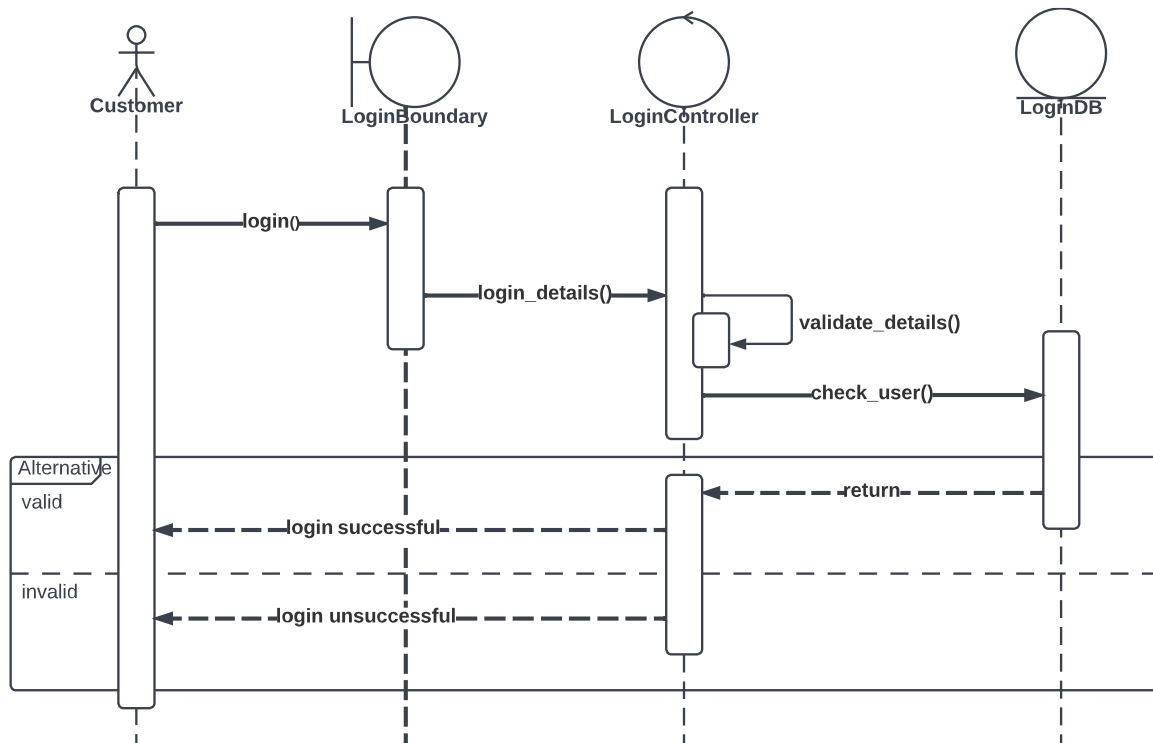 Customer
LoginBoundary
LoginController
LoginDB
login()
login_details()
validate_details()
check_user()
Alternative
valid
return
login successful
invalid
login unsuccessful